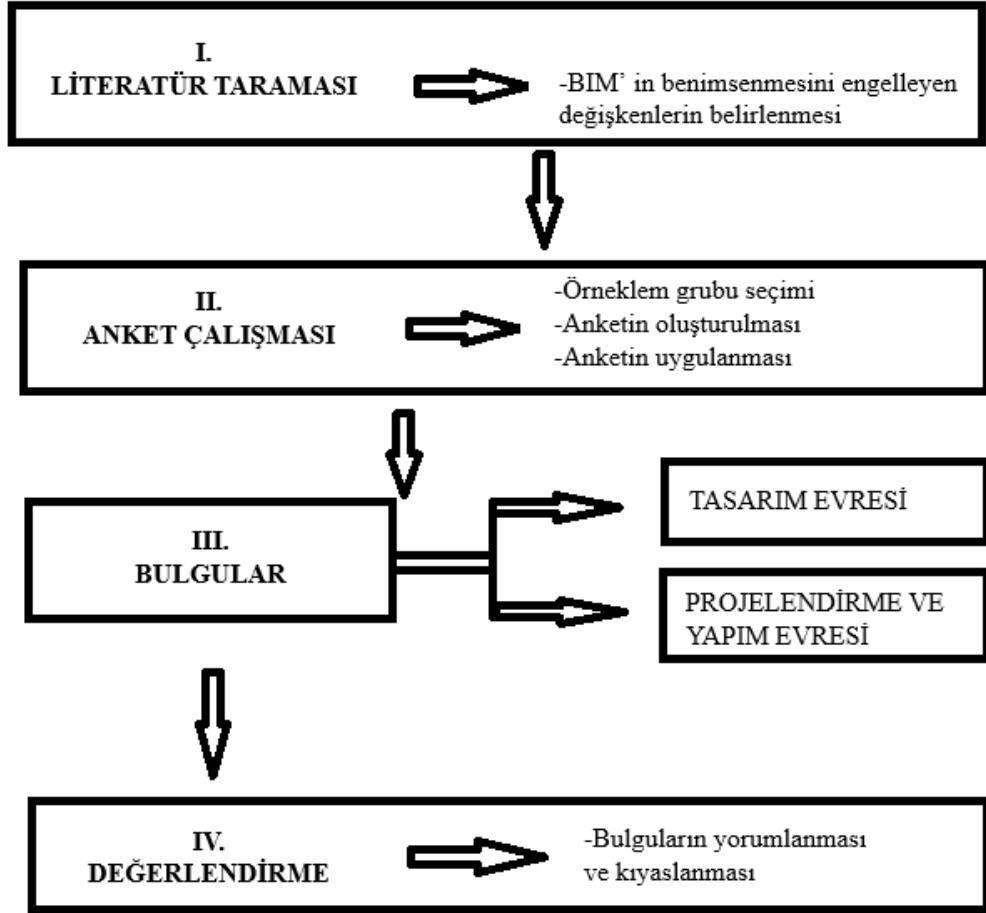 I.
LİTERATÜR TARAMASI
-BIM’ in benimsenmesini engelleyen
değişkenlerin belirlenmesi
II.
ANKET ÇALIŞMASI
-Örneklem grubu seçimi
-Anketin oluşturulması
-Anketin uygulanması
III.
BULGULAR
TASARIM EVRESİ
PROJELENDİRME VE
YAPIM EVRESİ
IV.
DEĞERLENDİRME
-Bulguların yorumlanması
ve kıyaslanması